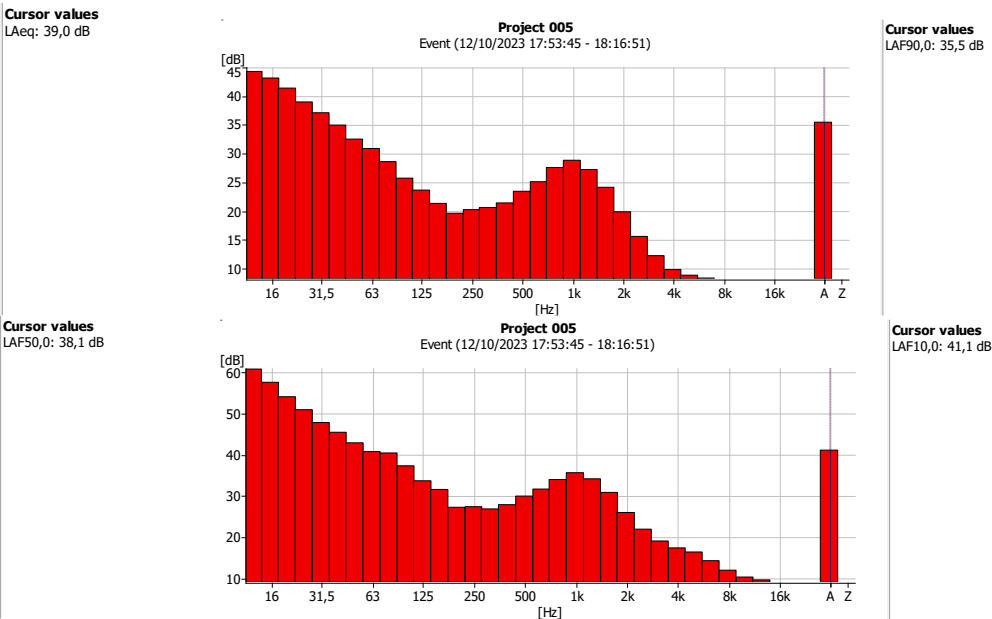 Cursor values
LAeq: 39,0 dB
Project 005
Event (12/10/2023 17:53:45 - 18:16:51)
Cursor values
LAF90,0: 35,5 dB
[dB]
45
40
35
30
25
20
15
10
16 31,5 63 125 250 500 1k 2k 4k 8k 16k A Z
[Hz]
Cursor values
LAF50,0: 38,1 dB
Project 005
Event (12/10/2023 17:53:45 - 18:16:51)
Cursor values
LAF10,0: 41,1 dB
[dB]
60
50
40
30
20
10
16 31,5 63 125 250 500 1k 2k 4k 8k 16k A Z
[Hz]